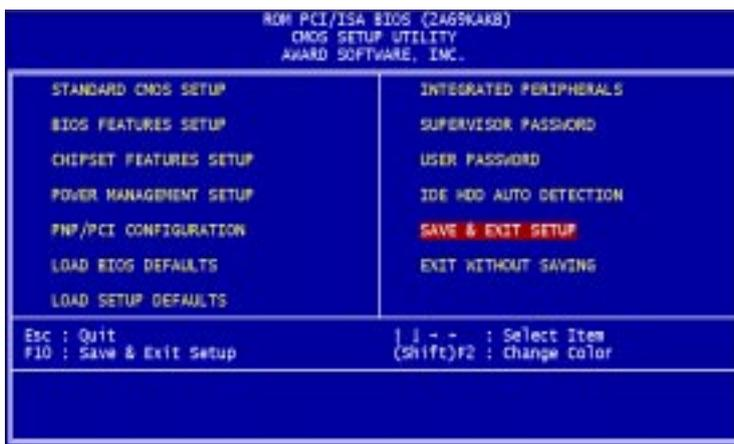 ROM PCI/ISA BIOS (2A69KAKB)
CMOS SETUP UTILITY
AWARD SOFTWARE, INC.
STANDARD CMOS SETUP
BIOS FEATURES SETUP
CHIPSET FEATURES SETUP
POWER MANAGEMENT SETUP
PNP/PCI CONFIGURATION
LOAD BIOS DEFAULTS
LOAD SETUP DEFAULTS
INTEGRATED PERIPHERALS
SUPERVISOR PASSWORD
USER PASSWORD
IDE HDD AUTO DETECTION
SAVE & EXIT SETUP
EXIT WITHOUT SAVING
Esc : Quit
F10 : Save & Exit Setup
: Select Item
(Shift)F2 : Change Color